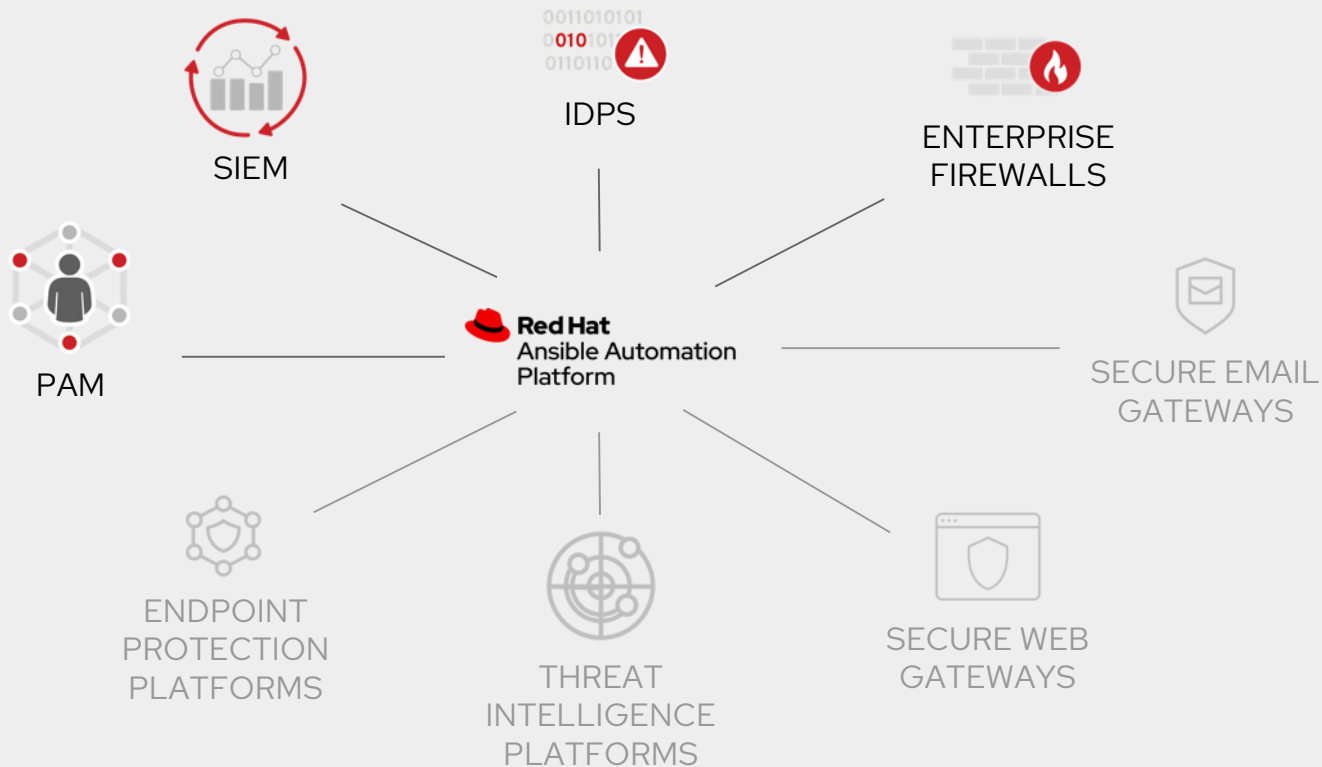 0011010101
0010101
0110110
IDPS
SIEM
ENTERPRISE
FIREWALLS
PAM
Red Hat
Ansible Automation
Platform
SECURE EMAIL
GATEWAYS
ENDPOINT
PROTECTION
PLATFORMS
THREAT
INTELLIGENCE
PLATFORMS
SECURE WEB
GATEWAYS